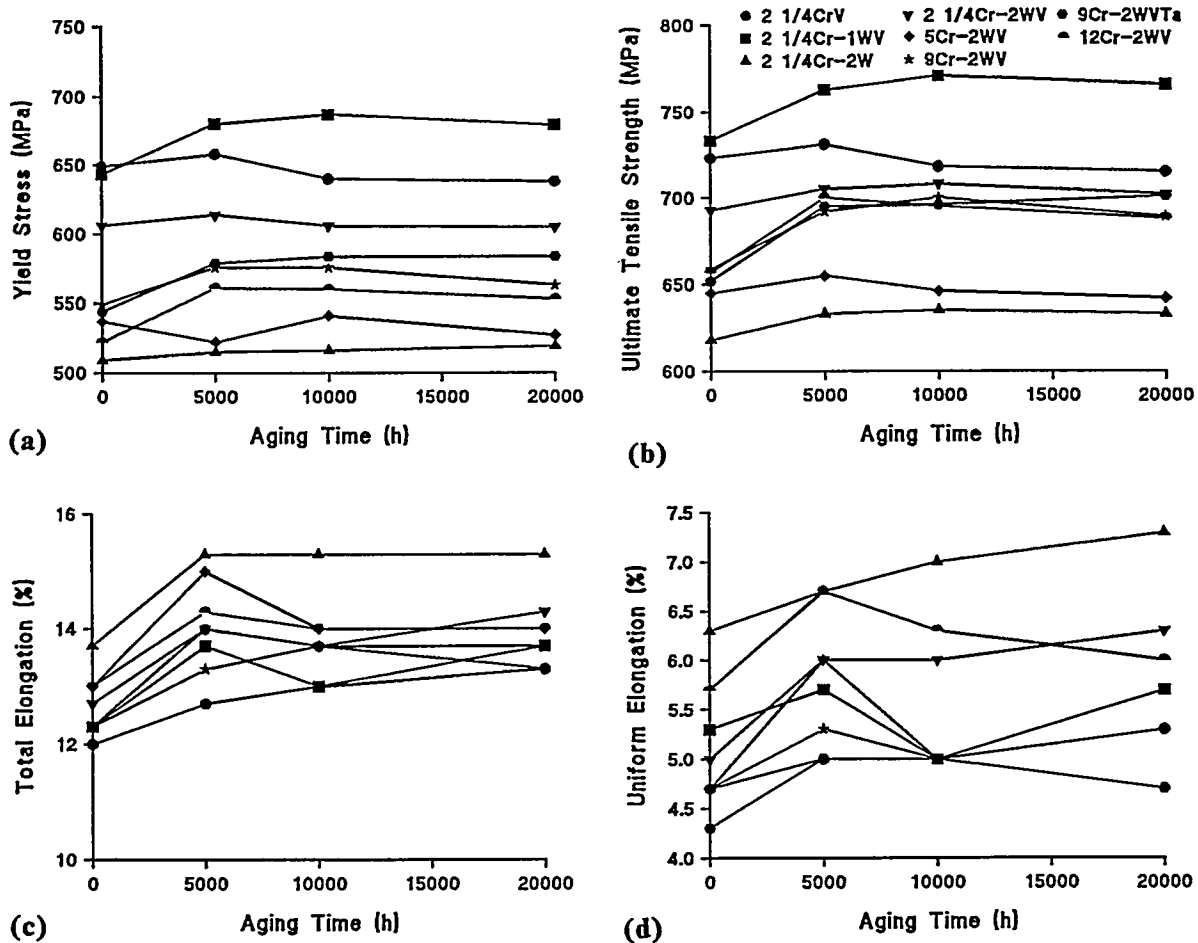 Yield Stress (MPa)
750
700
650
600
550
500
0
5000
10000
15000
20000
Aging Time (h)
(a)
Ultimate Tensile Strength (MPa)
2 1/4CrV
2 1/4Cr-1WV
2 1/4Cr-2W
2 1/4Cr-2WV
5Cr-2WV
9Cr-2WV
9Cr-2WVTa
12Cr-2WV
800
750
700
650
600
0
5000
10000
15000
20000
Aging Time (h)
(b)
Total Elongation (%)
16
14
12
10
0
5000
10000
15000
20000
Aging Time (h)
(c)
Uniform Elongation (%)
7.5
7.0
6.5
6.0
5.5
5.0
4.5
4.0
0
5000
10000
15000
20000
Aging Time (h)
(d)